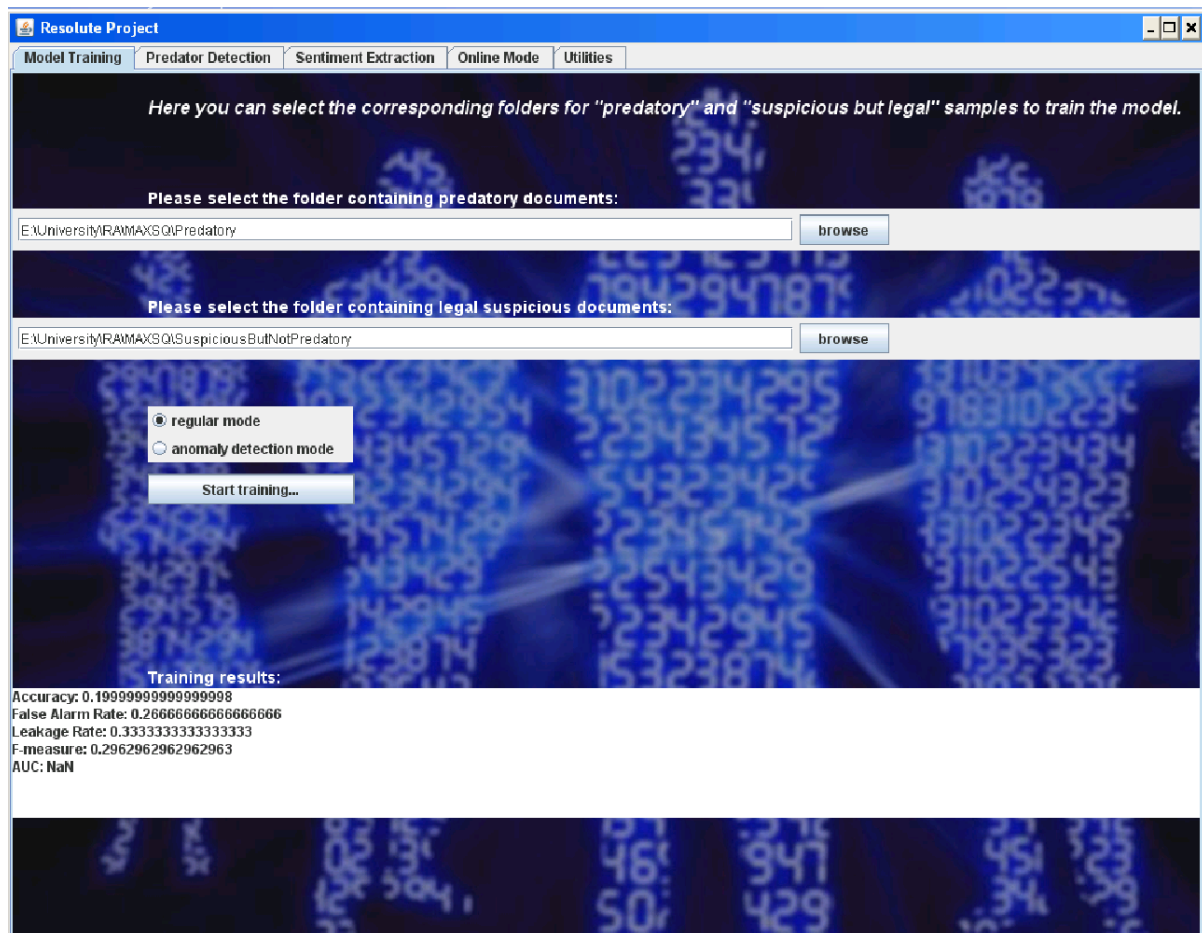 Resolute Project
Model Training Predator Detection Sentiment Extraction Online Mode Utilities
Here you can select the corresponding folders for "predatory" and "suspicious but legal" samples to train the model.
Please select the folder containing predatory documents:
E:\University\RA\MAXSQ\Predatory browse
Please select the folder containing legal suspicious documents:
E:\University\RA\MAXSQ\SuspiciousButNotPredatory browse
regular mode
anomaly detection mode
Start training...
Training results:
Accuracy: 0.19999999999999998
False Alarm Rate: 0.26666666666666666
Leakage Rate: 0.3333333333333333
F-measure: 0.2962962962962963
AUC: NaN